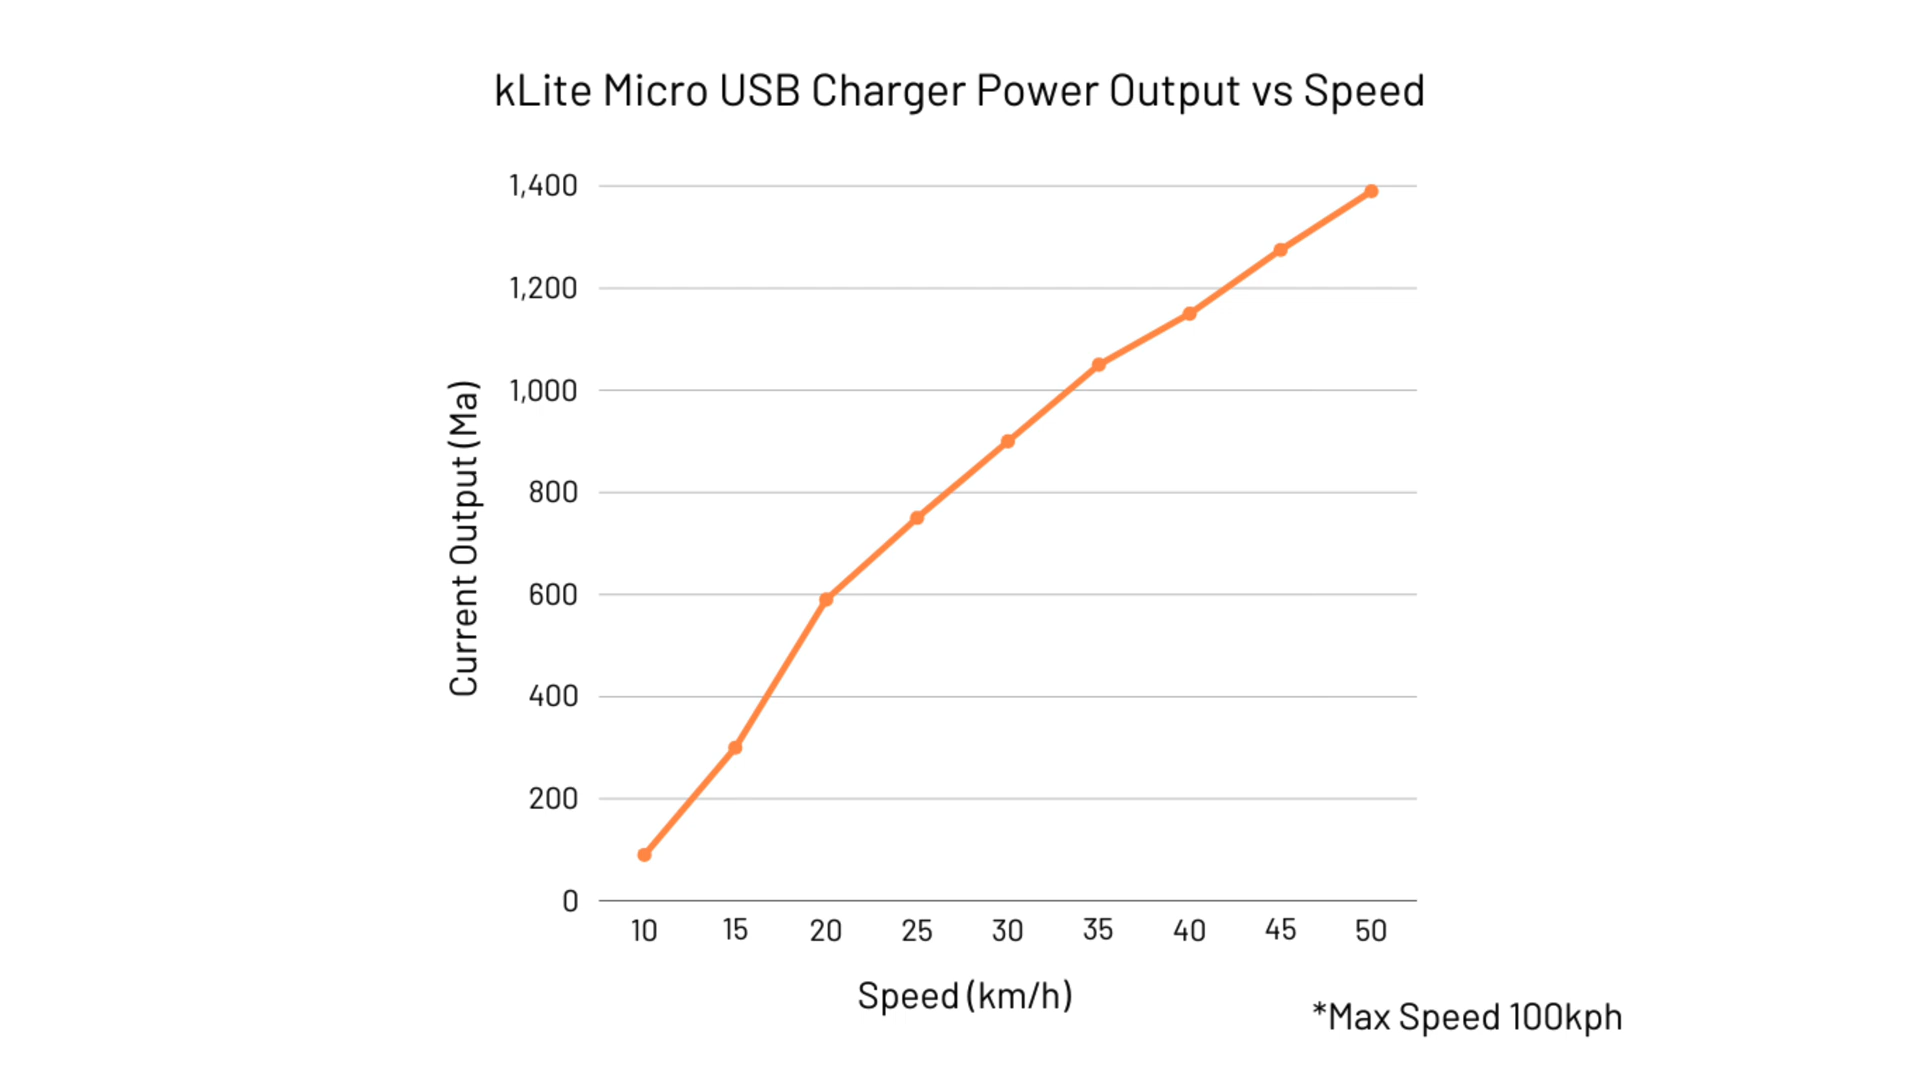 kLite Micro USB Charger Power Output vs Speed
1,400
1,200
1,000
800
600
400
200
0
Current Output (Ma)
10 15 20 25 30 35 40 45 50
Speed (km/h)
*Max Speed 100kph